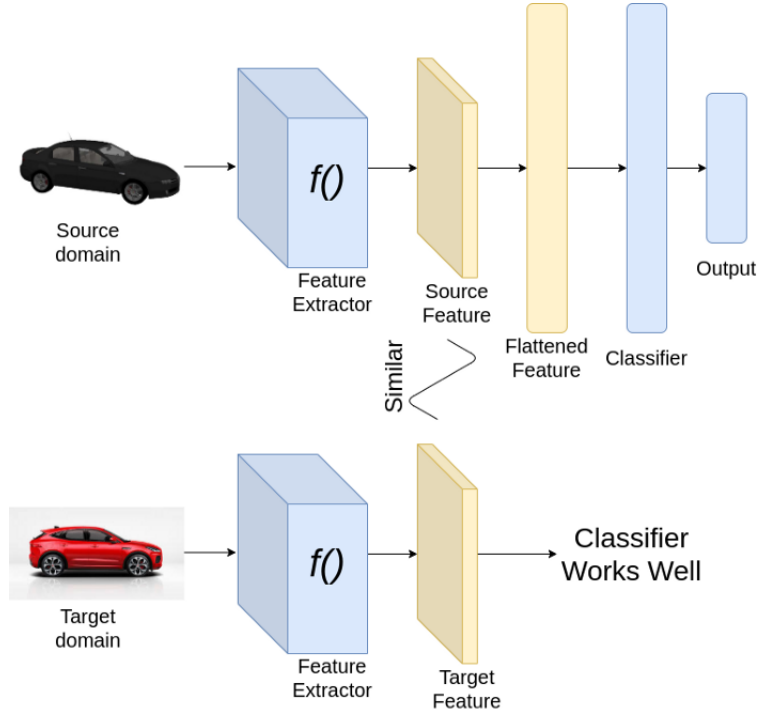 f()
Source
domain
Feature
Extractor
Source
Feature
Flattened
Feature
Classifier
Output
Similar
f()
Target
domain
Feature
Extractor
Target
Feature
Classifier
Works Well